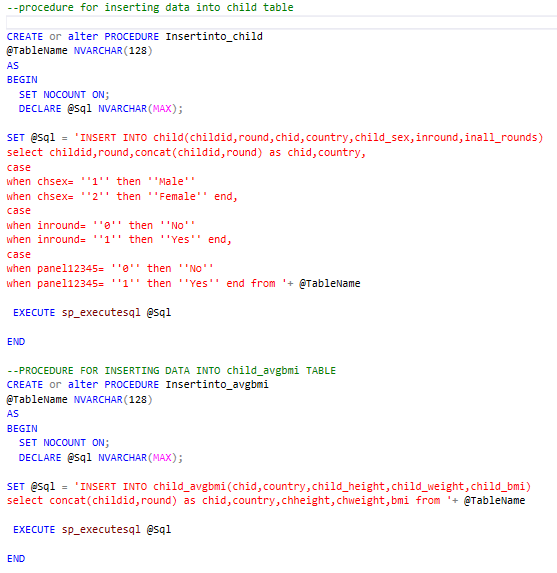 --procedure for inserting data into child table
CREATE or alter PROCEDURE Insertinto_child
@TableName NVARCHAR(128)
AS
BEGIN
SET NOCOUNT ON;
DECLARE @Sql NVARCHAR(MAX);
SET @Sql = 'INSERT INTO child(childid,round,chid,country,child_sex,inround,inall_rounds)
select childid,round,concat(childid,round) as chid,country,
case
when chsex= ''1'' then ''Male''
when chsex= ''2'' then ''Female'' end,
case
when inround= ''0'' then ''No''
when inround= ''1'' then ''Yes'' end,
case
when panel12345= ''0'' then ''No''
when panel12345= ''1'' then ''Yes'' end from '+ @TableName
EXECUTE sp_executesql @Sql
END
--PROCEDURE FOR INSERTING DATA INTO child_avgbmi TABLE
CREATE or alter PROCEDURE Insertinto_avgbmi
@TableName NVARCHAR(128)
AS
BEGIN
SET NOCOUNT ON;
DECLARE @Sql NVARCHAR(MAX);
SET @Sql = 'INSERT INTO child_avgbmi(chid,country,child_height,child_weight,child_bmi)
select concat(childid,round) as chid,country,chheight,chweight,bmi from '+ @TableName
EXECUTE sp_executesql @Sql
END